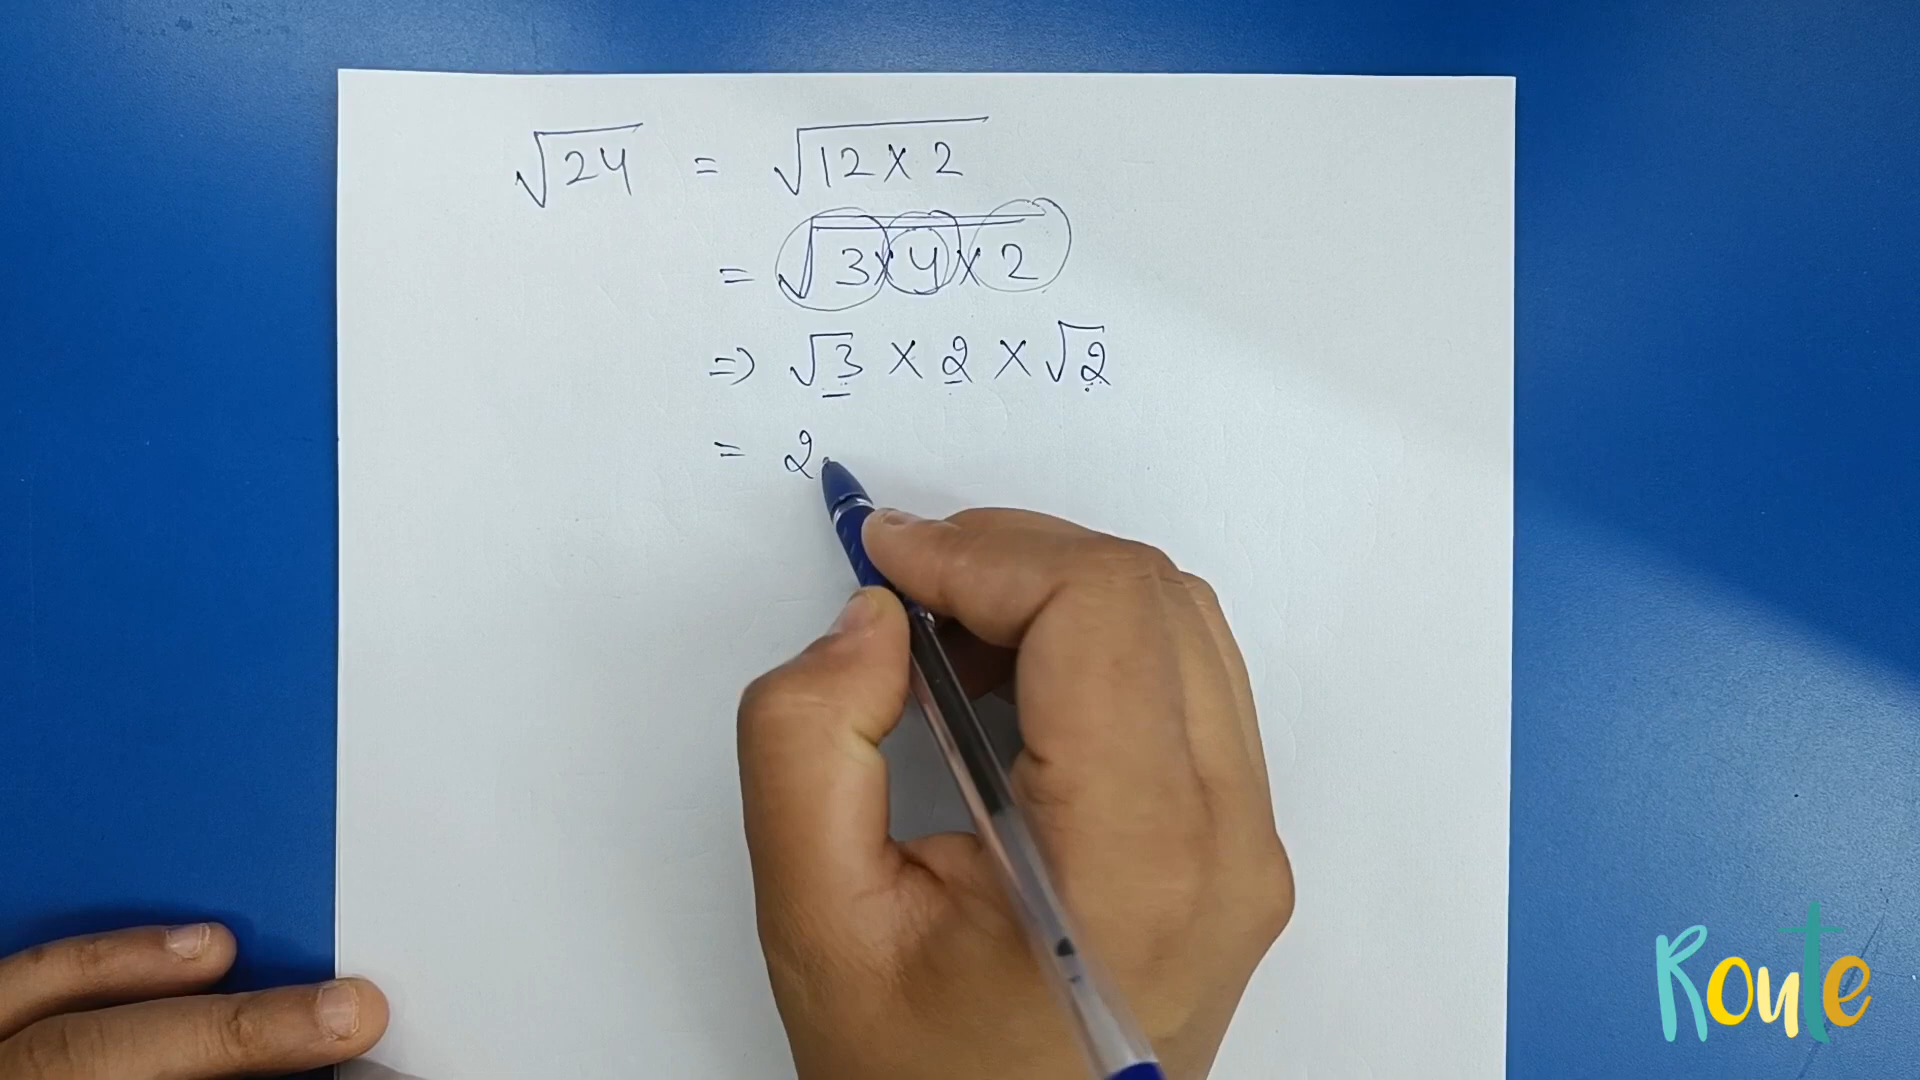 √24 = √12 × 2
= √3 × 4 × 2
⇒ √3 × 2 × √2
= 2
Route